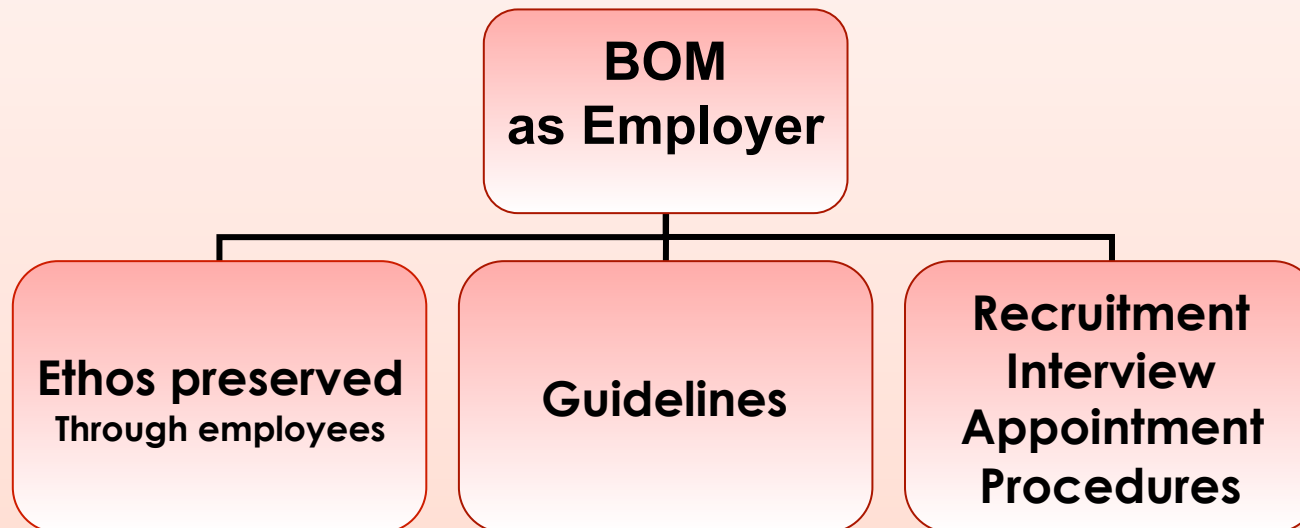 BOM
as Employer
Ethos preserved
Through employees
Guidelines
Recruitment
Interview
Appointment
Procedures